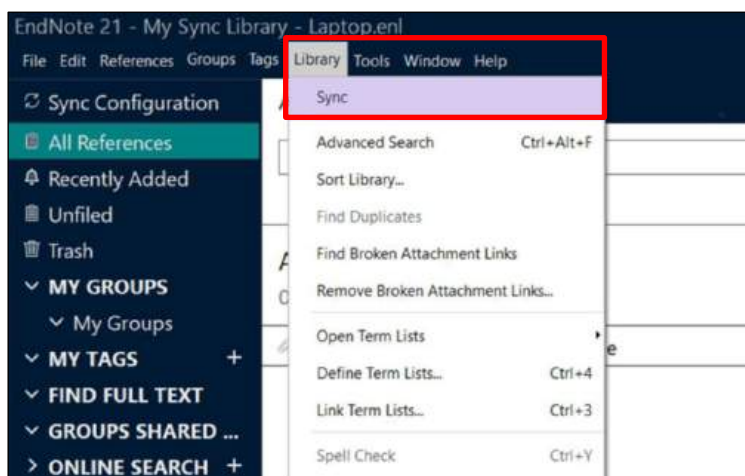 EndNote 21 - My Sync Library - Laptop.enl
File Edit References Groups Tags Library Tools Window Help
Sync Configuration
All References
Recently Added
Unfiled
Trash
MY GROUPS
My Groups
MY TAGS +
FIND FULL TEXT
GROUPS SHARED ...
ONLINE SEARCH +
Sync
Advanced Search Ctrl+Alt+F
Sort Library...
Find Duplicates
Find Broken Attachment Links
Remove Broken Attachment Links...
Open Term Lists
Define Term Lists... Ctrl+4
Link Term Lists... Ctrl+3
Spell Check Ctrl+Y